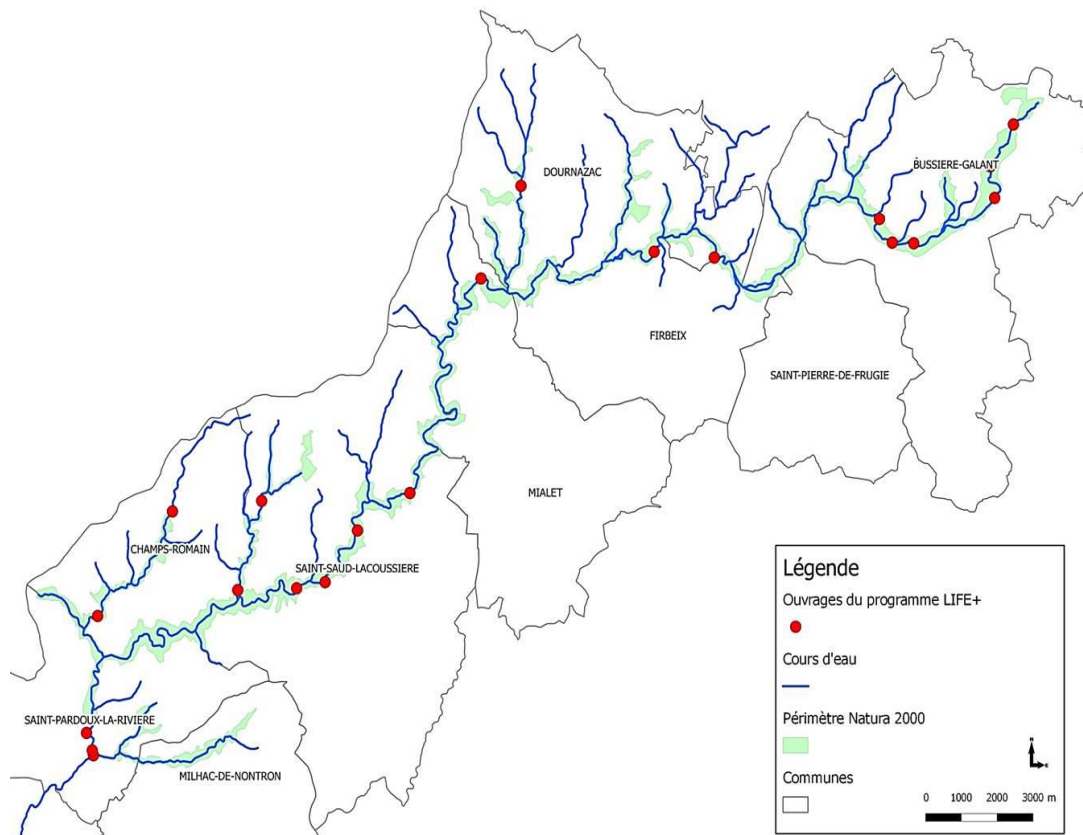 DOURNAZAC
BUSSIERE-GALANT
FIRBEIX
SAINT-PIERRE-DE-FRUGIE
MIALET
CHAMPS-ROMAIN
SAINT-SAUD-LACOUSSIERE
SAINT-PARDOUX-LA-RIVIERE
MILHAC-DE-NONTRON
Légende
Ouvrages du programme LIFE+
Cours d'eau
Périmètre Natura 2000
Communes
N
E
0 1000 2000 3000 m